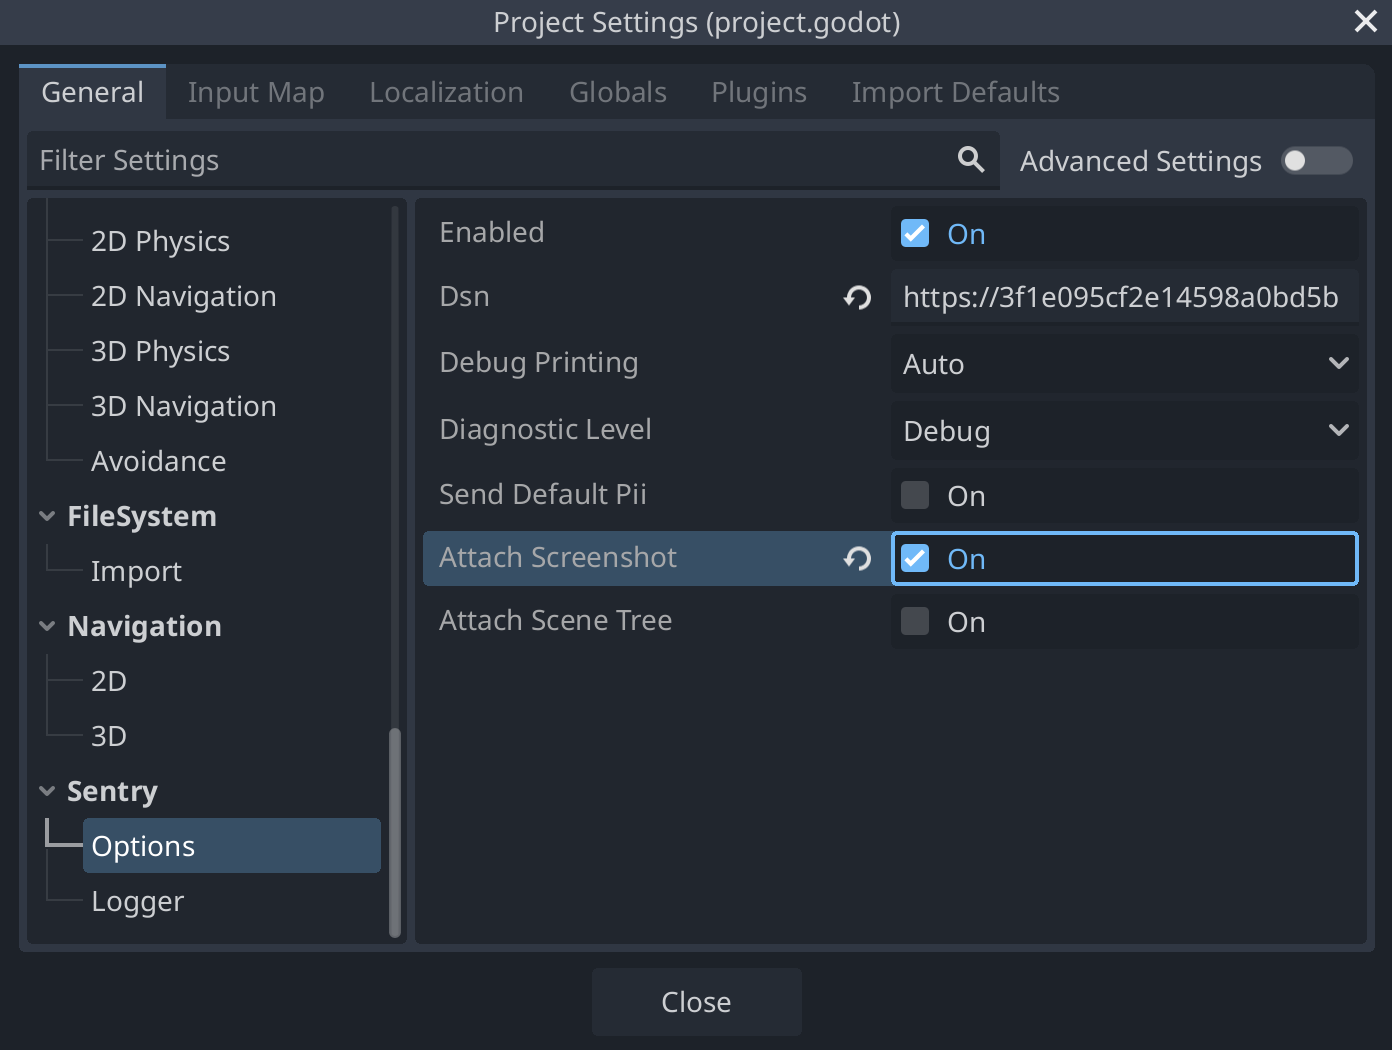 Project Settings (project.godot)
General Input Map Localization Globals Plugins Import Defaults
Filter Settings Advanced Settings
2D Physics
2D Navigation
3D Physics
3D Navigation
Avoidance
FileSystem
Import
Navigation
2D
3D
Sentry
Options
Logger
Enabled On
Dsn https://3f1e095cf2e14598a0bd5b
Debug Printing Auto
Diagnostic Level Debug
Send Default Pii On
Attach Screenshot On
Attach Scene Tree On
Close